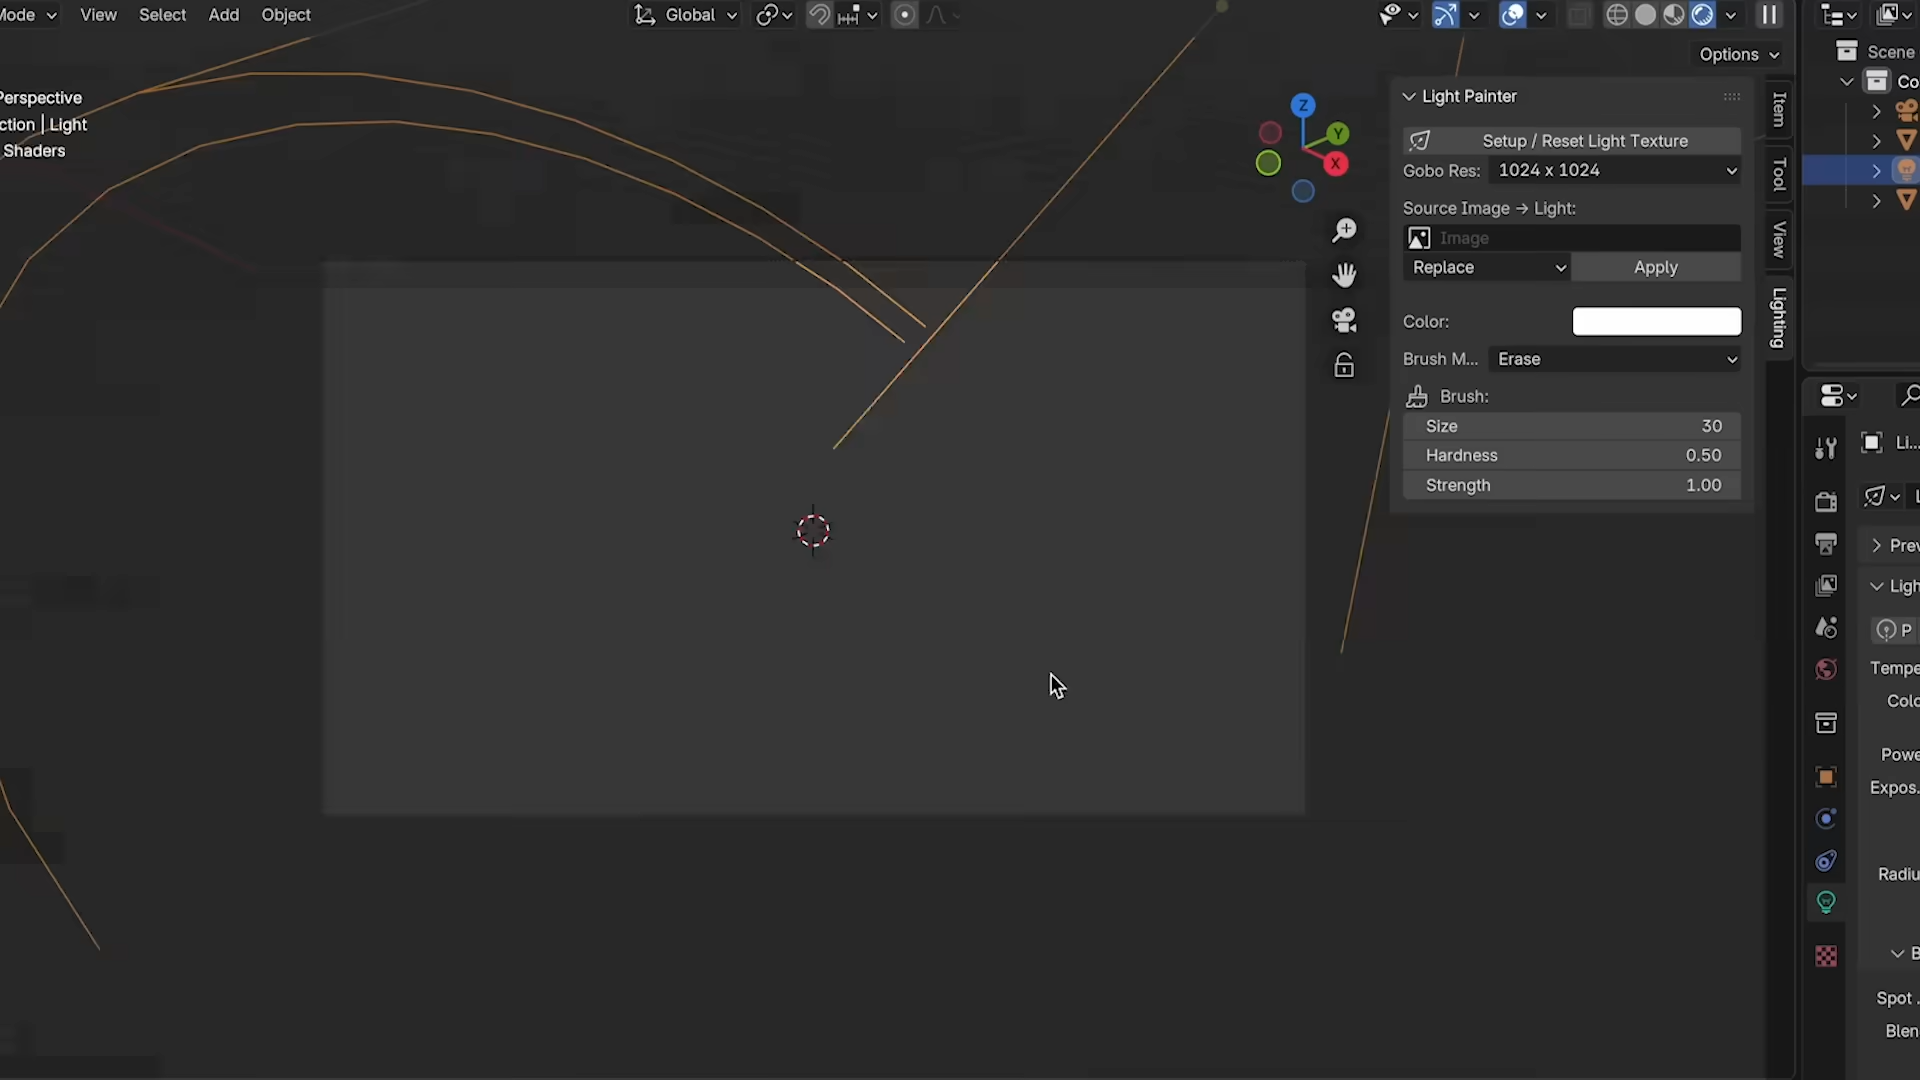 Mode View Select Add Object Global
Options
Perspective
ction | Light
Shaders
Z
Y
X
Light Painter
Setup / Reset Light Texture
Gobo Res: 1024 x 1024
Source Image → Light:
Image
Replace Apply
Color:
Brush M... Erase
Brush:
Size 30
Hardness 0.50
Strength 1.00
Item
Tool
View
Lighting
Scene
Co
Li...
Prev
Ligh
P
Tempe
Colo
Powe
Expos.
Radiu
B
Spot .
Blen